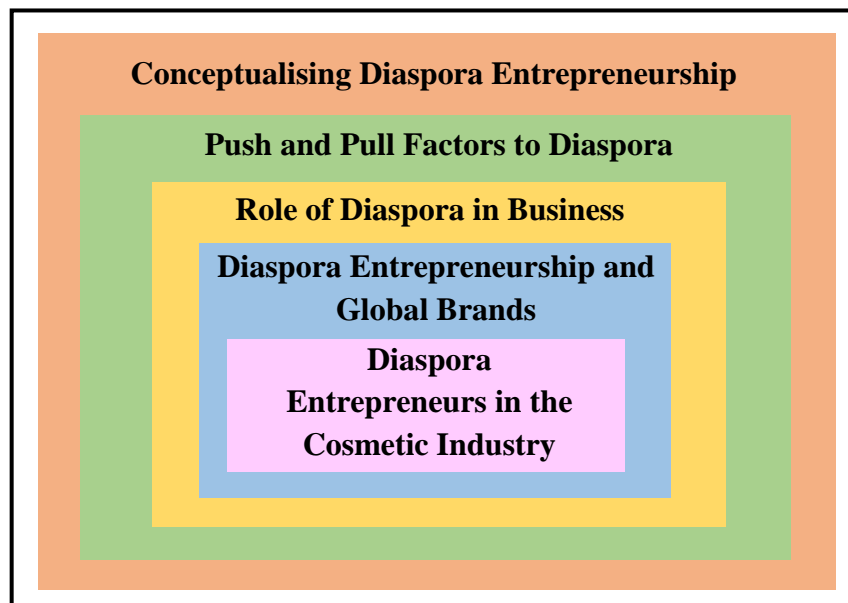 Conceptualising Diaspora Entrepreneurship
Push and Pull Factors to Diaspora
Role of Diaspora in Business
Diaspora Entrepreneurship and
Global Brands
Diaspora
Entrepreneurs in the
Cosmetic Industry